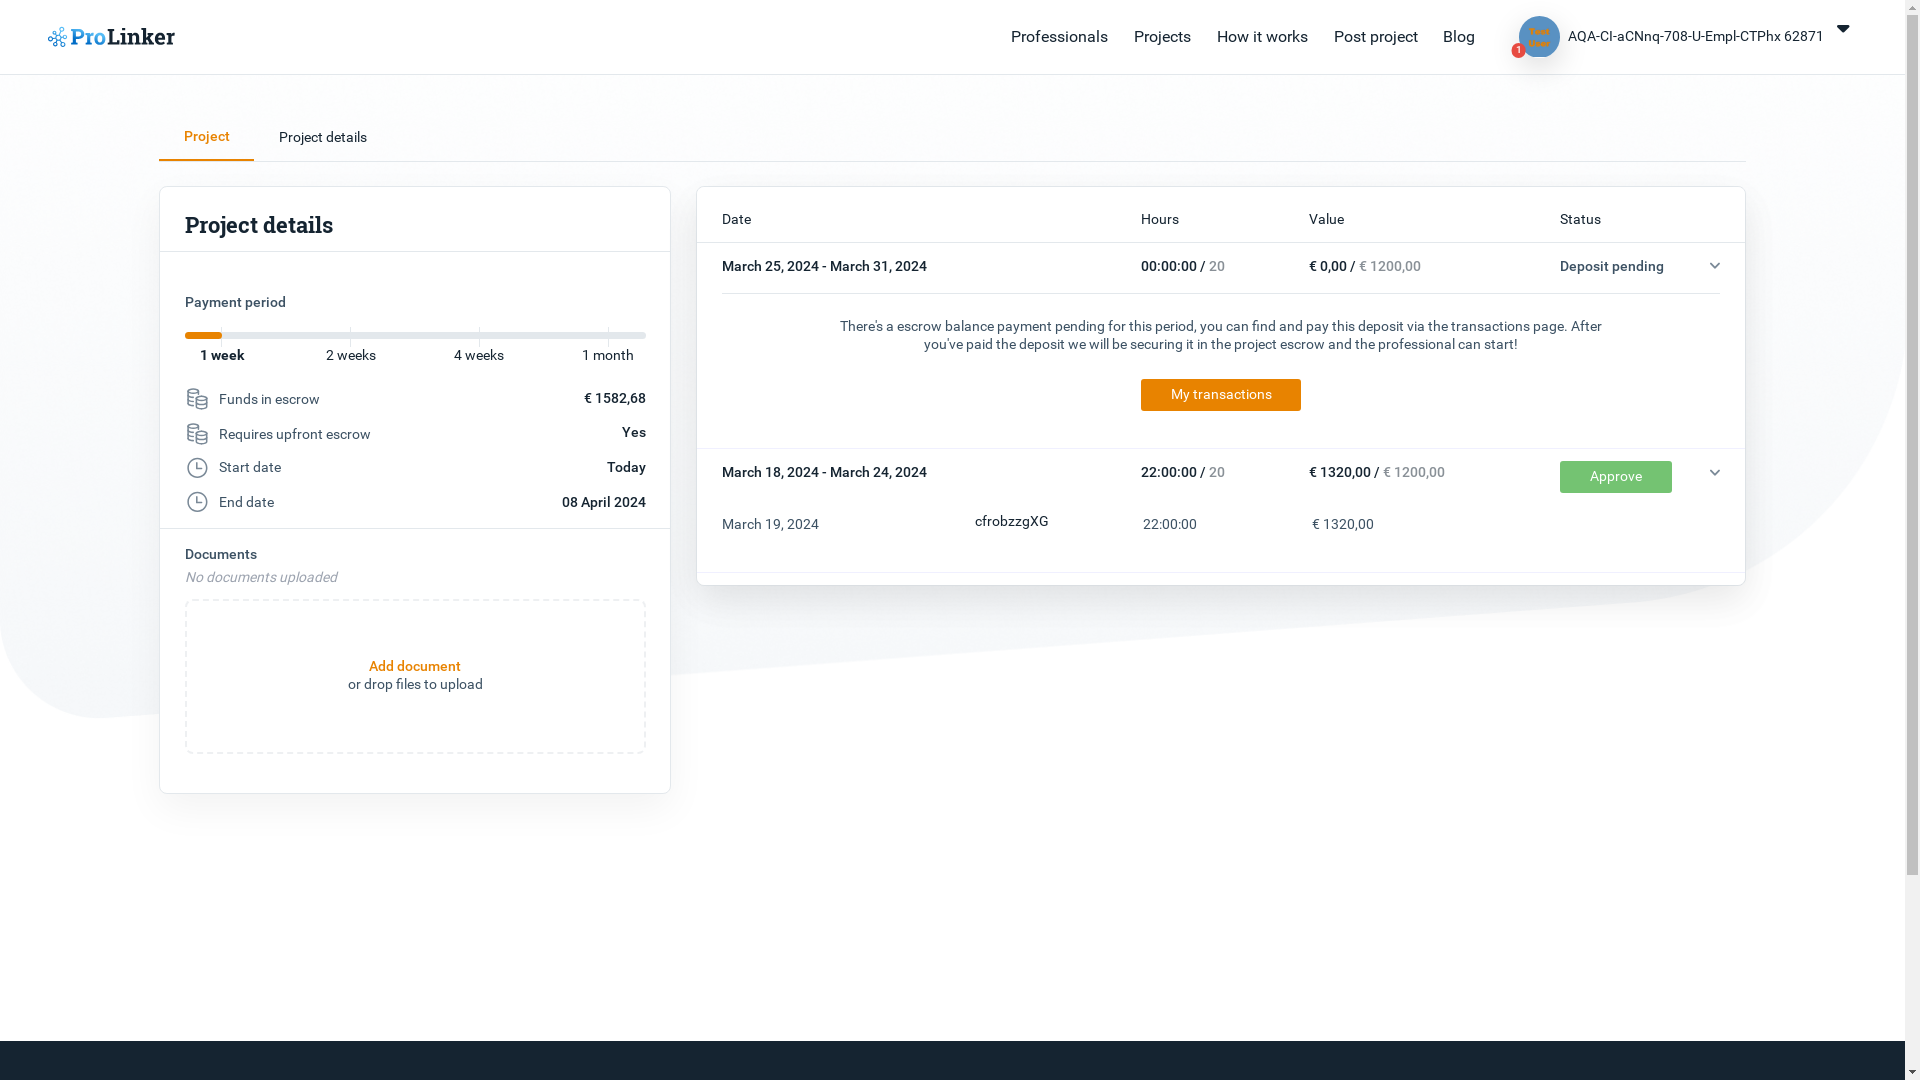 ProLinker
Professionals
Projects
How it works
Post project
Blog
Test
User
1
AQA-CI-aCNnq-708-U-Empl-CTPhx 62871
Project
Project details
Project details
Payment period
1 week
2 weeks
4 weeks
1 month
Funds in escrow
€ 1582,68
Requires upfront escrow
Yes
Start date
Today
End date
08 April 2024
Documents
No documents uploaded
Add document
or drop files to upload
Date
Hours
Value
Status
March 25, 2024 - March 31, 2024
00:00:00 / 20
€ 0,00 / € 1200,00
Deposit pending
There's a escrow balance payment pending for this period, you can find and pay this deposit via the transactions page. After
you've paid the deposit we will be securing it in the project escrow and the professional can start!
My transactions
March 18, 2024 - March 24, 2024
22:00:00 / 20
€ 1320,00 / € 1200,00
Approve
March 19, 2024
cfrobzzgXG
22:00:00
€ 1320,00